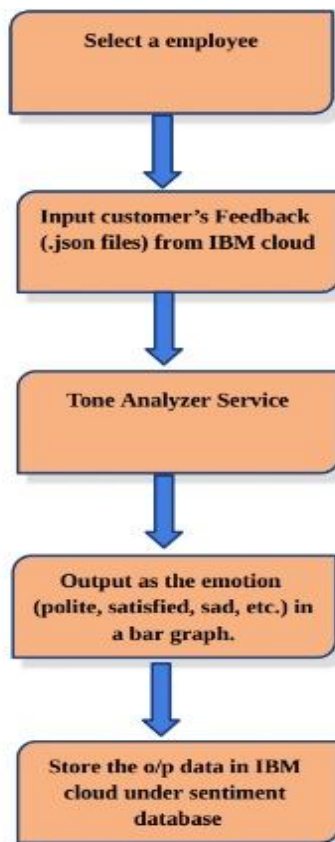 Select a employee
Input customer's Feedback
(.json files) from IBM cloud
Tone Analyzer Service
Output as the emotion
(polite, satisfied, sad, etc.) in
a bar graph.
Store the o/p data in IBM
cloud under sentiment
database